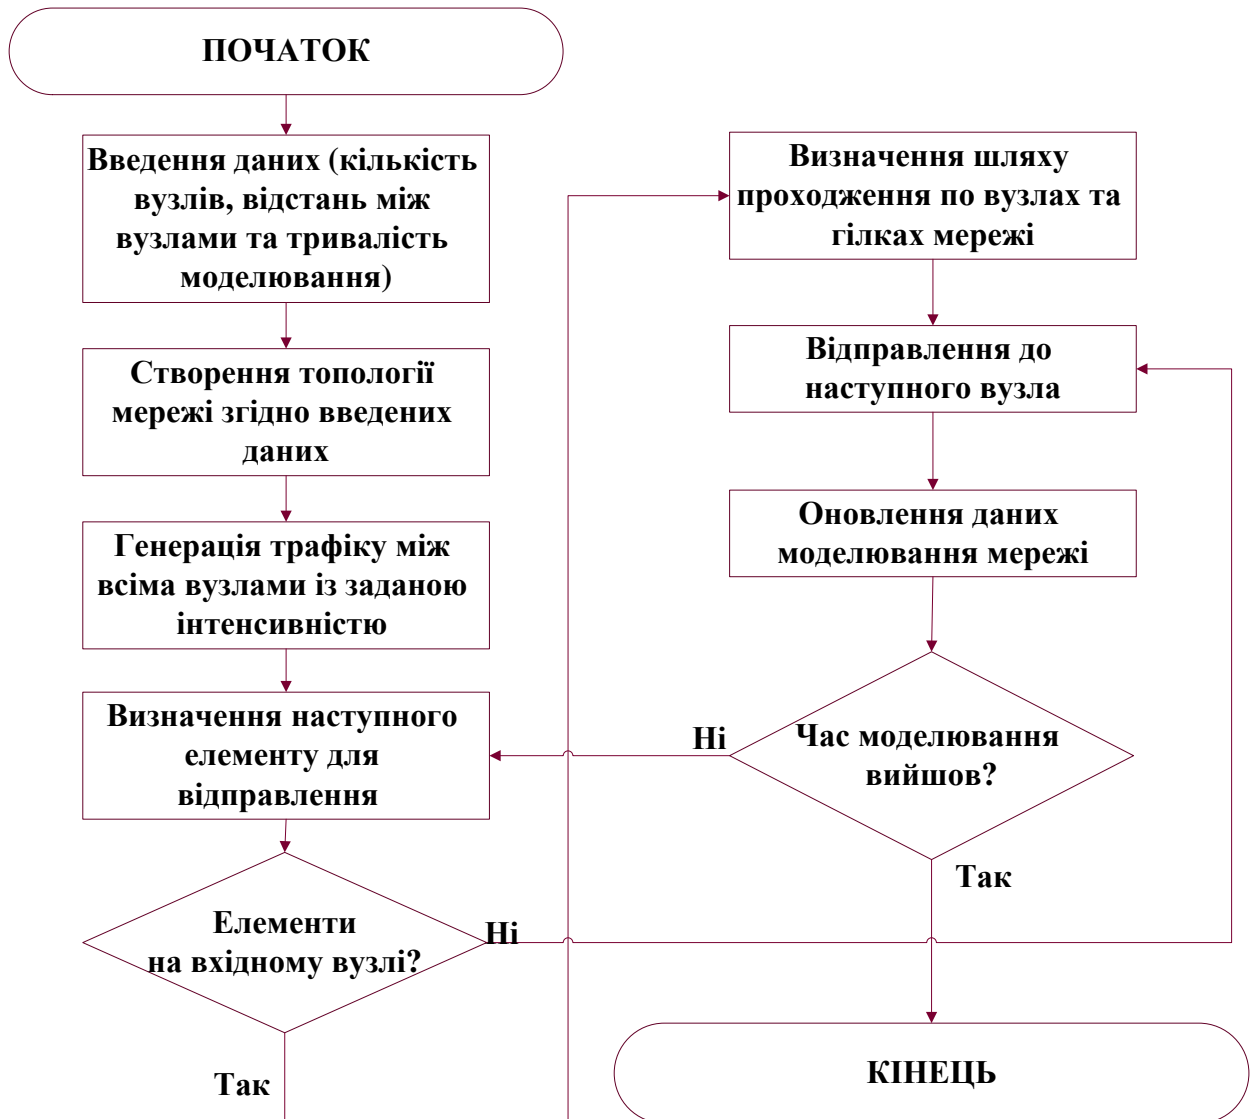 ПОЧАТОК
Введення даних (кількість
вузлів, відстань між
вузлами та тривалість
моделювання)
Створення топології
мережі згідно введених
даних
Генерація трафіку між
всіма вузлами із заданою
інтенсивністю
Визначення наступного
елементу для
відправлення
Елементи
на вхідному вузлі?
Ні
Так
Визначення шляху
проходження по вузлах та
гілках мережі
Відправлення до
наступного вузла
Оновлення даних
моделювання мережі
Час моделювання
вийшов?
Ні
Так
КІНЕЦЬ